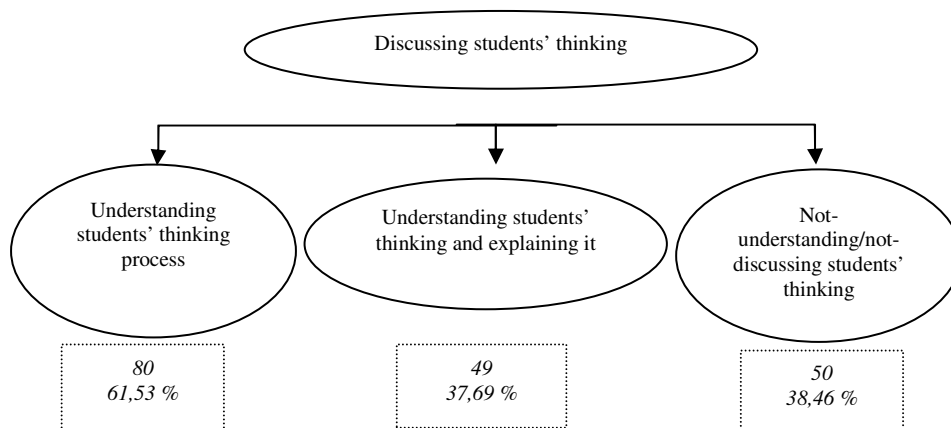 Discussing students’ thinking
Understanding
students’ thinking
process
Understanding students’
thinking and explaining it
Not-
understanding/not-
discussing students’
thinking
80
61,53 %
49
37,69 %
50
38,46 %